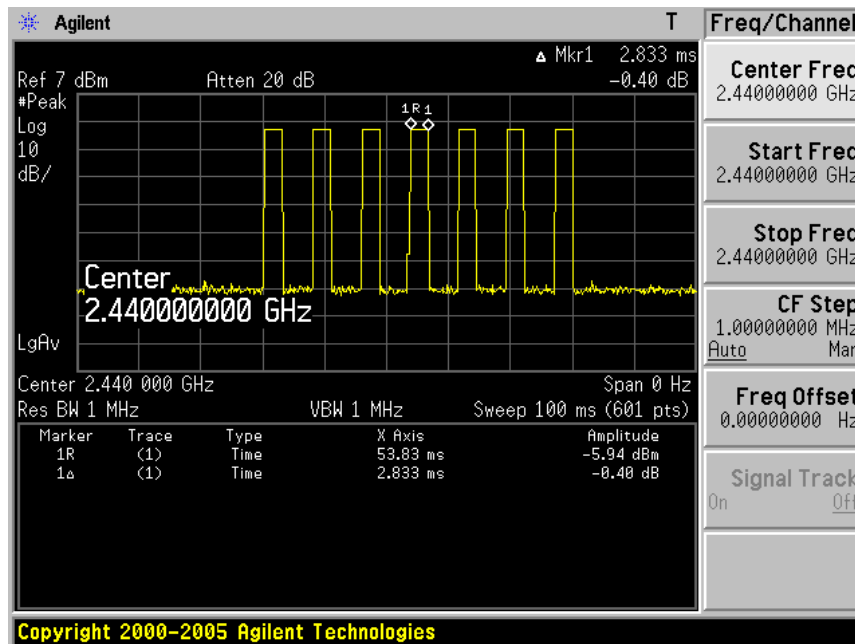 Agilent T Freq/Channel
Δ Mkr1 2.833 ms
Ref 7 dBm Atten 20 dB -0.40 dB
#Peak
Log
10
dB/
1R 1
Center
2.440000000 GHz
LgAv
Center 2.440 000 GHz Span 0 Hz
Res BW 1 MHz VBW 1 MHz Sweep 100 ms (601 pts)
Marker Trace Type X Axis Amplitude
1R (1) Time 53.83 ms -5.94 dBm
1Δ (1) Time 2.833 ms -0.40 dB
Center Freq
2.44000000 GHz
Start Freq
2.44000000 GHz
Stop Freq
2.44000000 GHz
CF Step
1.00000000 MHz
Auto Man
Freq Offset
0.00000000 Hz
Signal Track
On Off
Copyright 2000-2005 Agilent Technologies